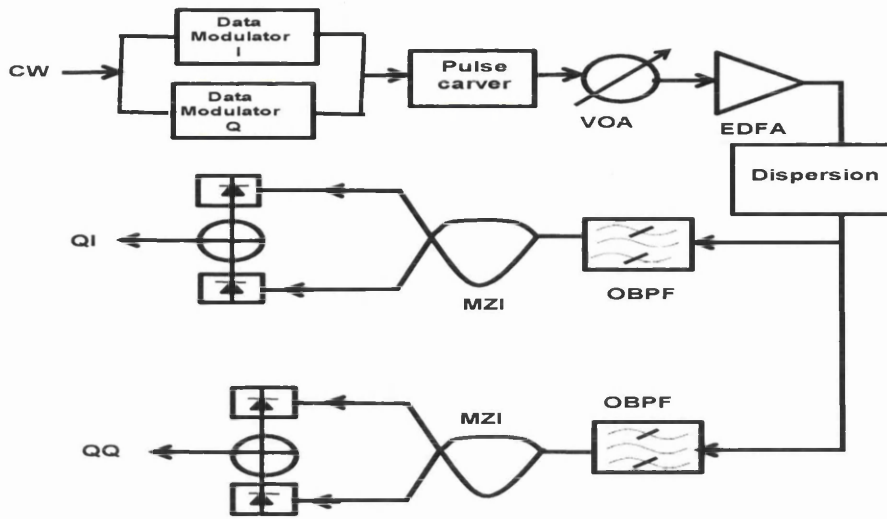 Data
Modulator
I
CW
Pulse
carver
Data
Modulator
Q
VOA
EDFA
Dispersion
QI
MZI
OBPF
OBPF
MZI
QQ